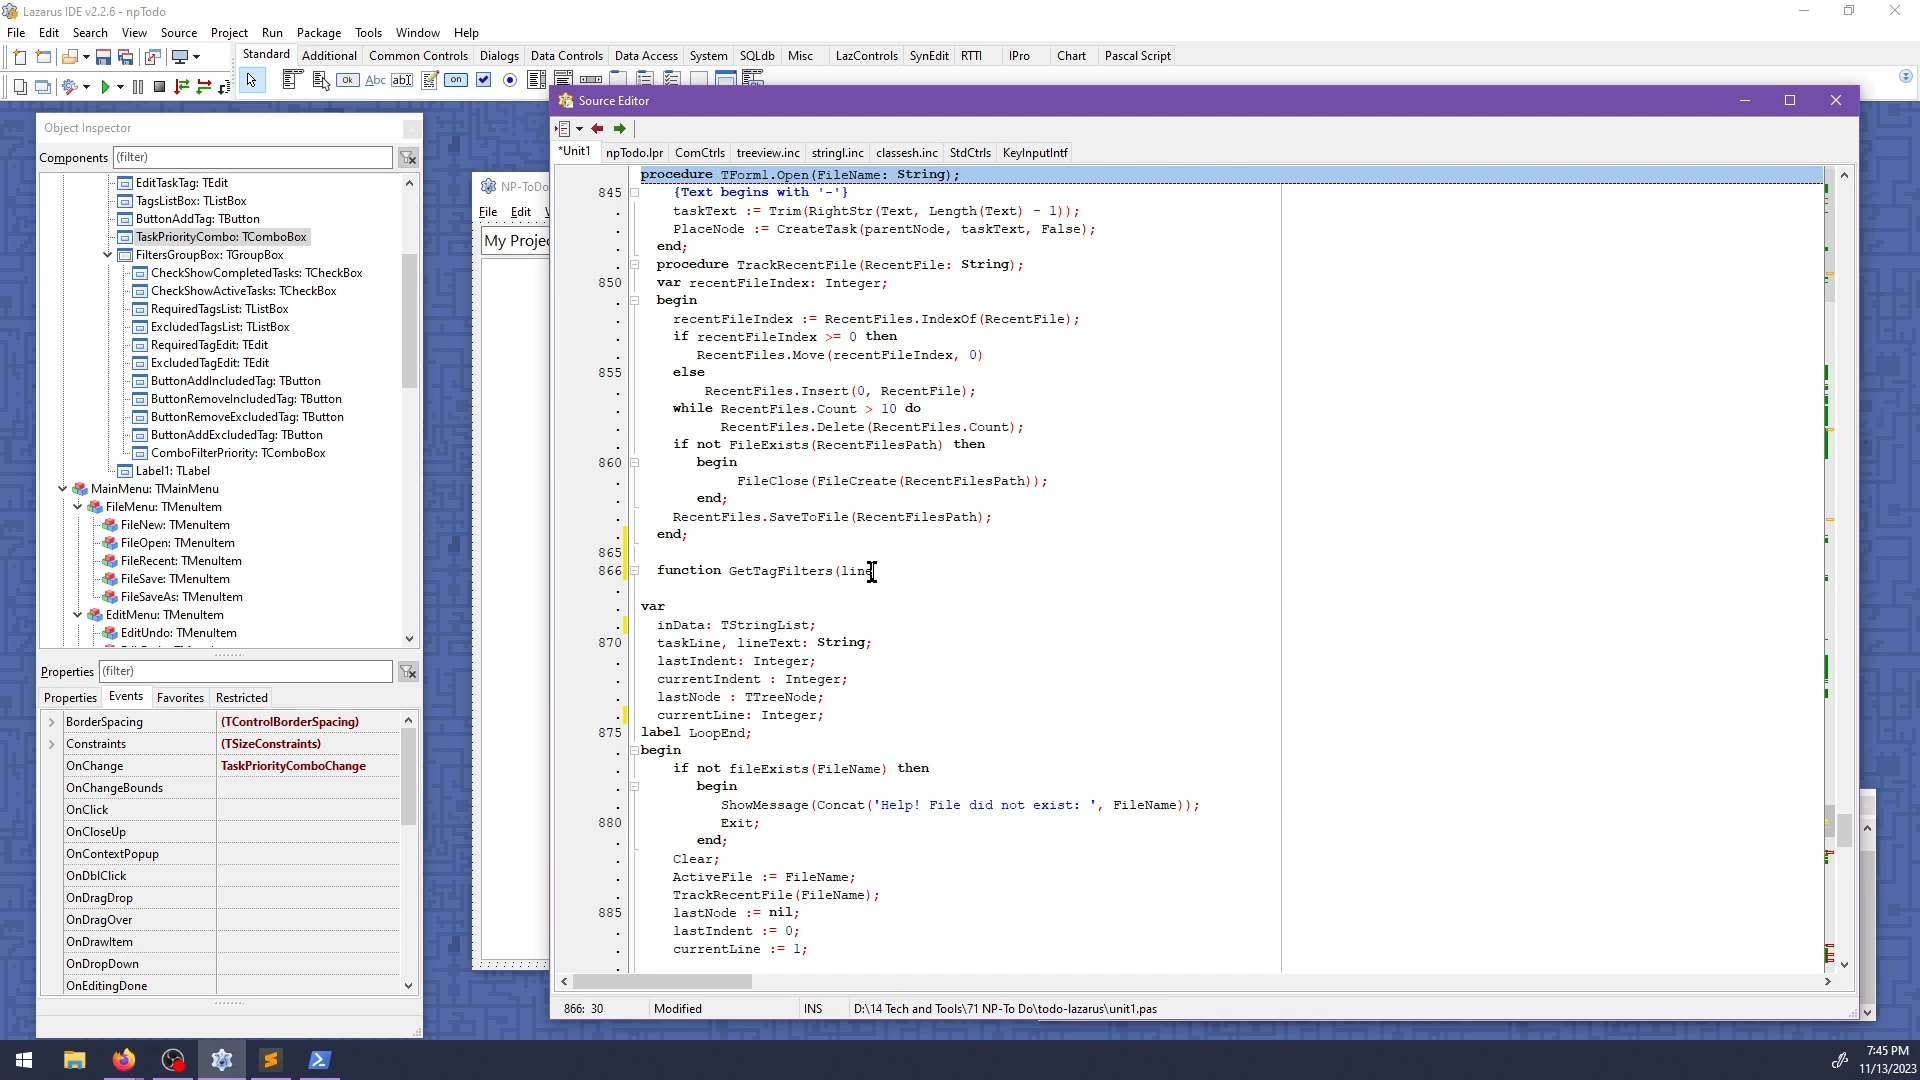 Lazarus IDE v2.2.6 - npTodo
File Edit Search View Source Project Run Package Tools Window Help
Standard Additional Common Controls Dialogs Data Controls Data Access System SQLdb Misc LazControls SynEdit RTTI IPro Chart Pascal Script
Ok Abc abI on
Source Editor
Object Inspector
Components (filter)
EditTaskTag: TEdit
TagsListBox: TListBox
ButtonAddTag: TButton
TaskPriorityCombo: TComboBox
FiltersGroupBox: TGroupBox
CheckShowCompletedTasks: TCheckBox
CheckShowActiveTasks: TCheckBox
RequiredTagsList: TListBox
ExcludedTagsList: TListBox
RequiredTagEdit: TEdit
ExcludedTagEdit: TEdit
ButtonAddIncludedTag: TButton
ButtonRemoveIncludedTag: TButton
ButtonRemoveExcludedTag: TButton
ButtonAddExcludedTag: TButton
ComboFilterPriority: TComboBox
Label1: TLabel
MainMenu: TMainMenu
FileMenu: TMenuItem
FileNew: TMenuItem
FileOpen: TMenuItem
FileRecent: TMenuItem
FileSave: TMenuItem
FileSaveAs: TMenuItem
EditMenu: TMenuItem
EditUndo: TMenuItem
Properties (filter)
Properties Events Favorites Restricted
BorderSpacing (TControlBorderSpacing)
Constraints (TSizeConstraints)
OnChange TaskPriorityComboChange
OnChangeBounds
OnClick
OnCloseUp
OnContextPopup
OnDblClick
OnDragDrop
OnDragOver
OnDrawItem
OnDropDown
OnEditingDone
NP-ToDo
File Edit V
My Projec
*Unit1 npTodo.lpr ComCtrls treeview.inc stringl.inc classesh.inc StdCtrls KeyInputIntf
procedure TForm1.Open(FileName: String);
845 {Text begins with '-'}
taskText := Trim(RightStr(Text, Length(Text) - 1));
PlaceNode := CreateTask(parentNode, taskText, False);
end;
procedure TrackRecentFile(RecentFile: String);
850 var recentFileIndex: Integer;
begin
recentFileIndex := RecentFiles.IndexOf(RecentFile);
if recentFileIndex >= 0 then
RecentFiles.Move(recentFileIndex, 0)
855 else
RecentFiles.Insert(0, RecentFile);
while RecentFiles.Count > 10 do
RecentFiles.Delete(RecentFiles.Count);
if not FileExists(RecentFilesPath) then
860 begin
FileClose(FileCreate(RecentFilesPath));
end;
RecentFiles.SaveToFile(RecentFilesPath);
end;
865
866 function GetTagFilters(line
var
inData: TStringList;
870 taskLine, lineText: String;
lastIndent: Integer;
currentIndent : Integer;
lastNode : TTreeNode;
currentLine: Integer;
875 label LoopEnd;
begin
if not fileExists(FileName) then
begin
ShowMessage(Concat('Help! File did not exist: ', FileName));
880 Exit;
end;
Clear;
ActiveFile := FileName;
TrackRecentFile(FileName);
885 lastNode := nil;
lastIndent := 0;
currentLine := 1;
866: 30 Modified INS D:\14 Tech and Tools\71 NP-To Do\todo-lazarus\unit1.pas
7:45 PM
11/13/2023